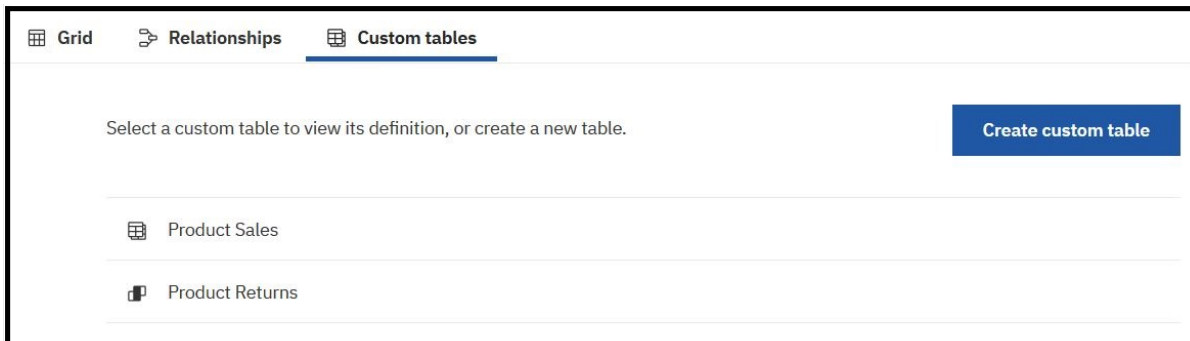 Grid Relationships Custom tables
Select a custom table to view its definition, or create a new table. Create custom table
Product Sales
Product Returns